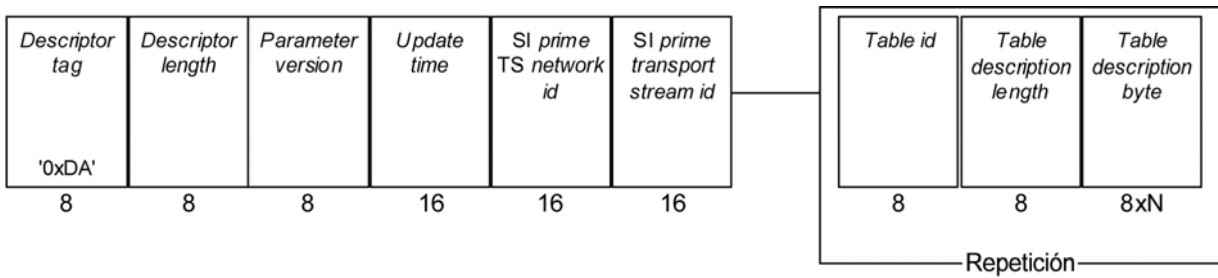 Descriptor tag
Descriptor length
Parameter version
Update time
SI prime TS network id
SI prime transport stream id
Table id
Table description length
Table description byte
'0xDA'
8
8
8
16
16
16
8
8
8xN
Repetición